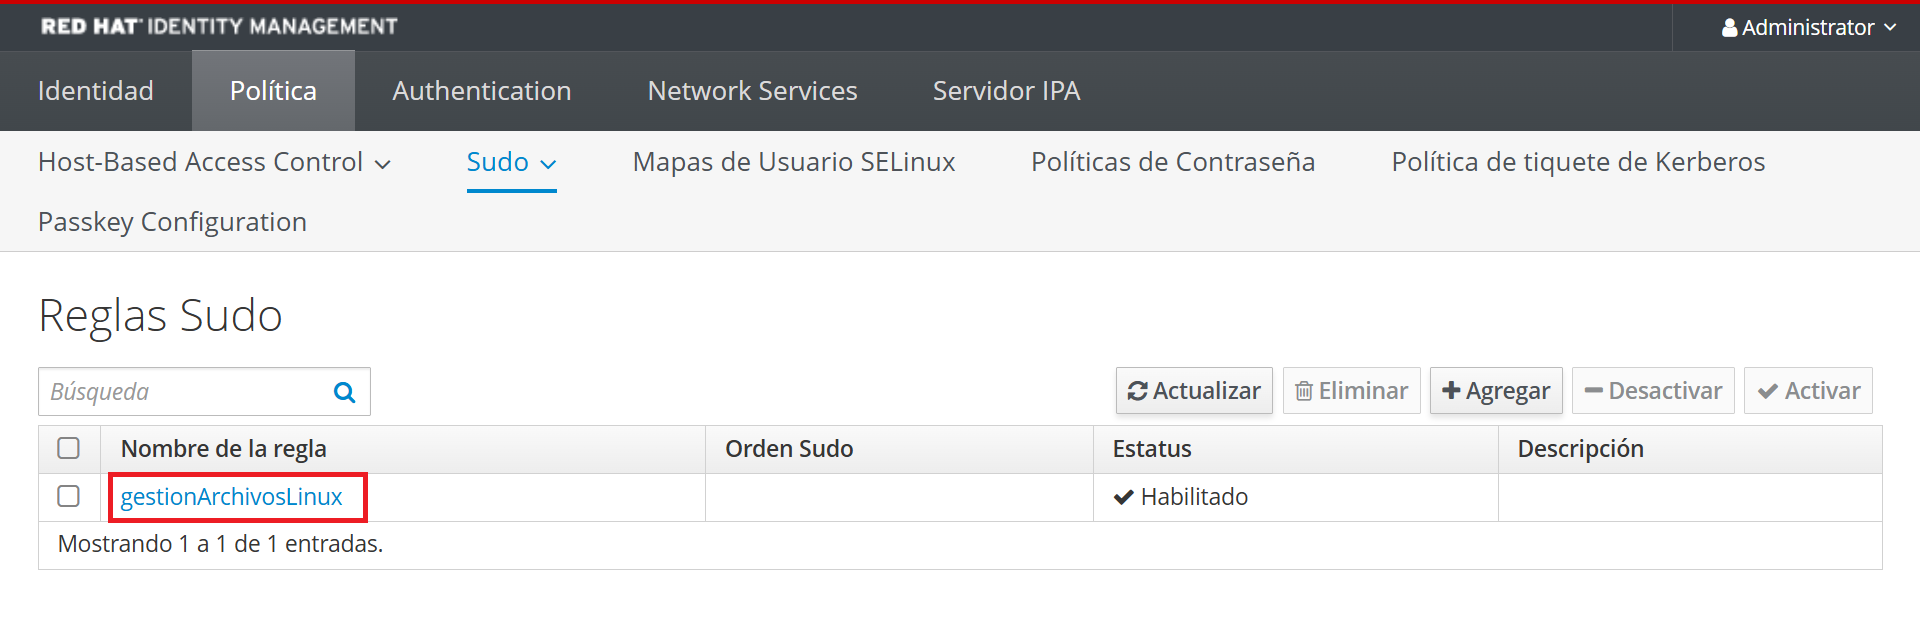 RED HAT IDENTITY MANAGEMENT
Administrator
Identidad Política Authentication Network Services Servidor IPA
Host-Based Access Control Sudo Mapas de Usuario SELinux Políticas de Contraseña Política de tiquete de Kerberos
Passkey Configuration
Reglas Sudo
Búsqueda Actualizar Eliminar Agregar Desactivar Activar
Nombre de la regla Orden Sudo Estatus Descripción
gestionArchivosLinux Habilitado
Mostrando 1 a 1 de 1 entradas.